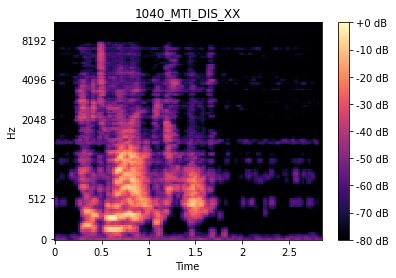 1040_MTI_DIS_XX
8192
4096
2048
1024
512
0
Hz
0 0.5 1 1.5 2 2.5
Time
+0 dB
-10 dB
-20 dB
-30 dB
-40 dB
-50 dB
-60 dB
-70 dB
-80 dB